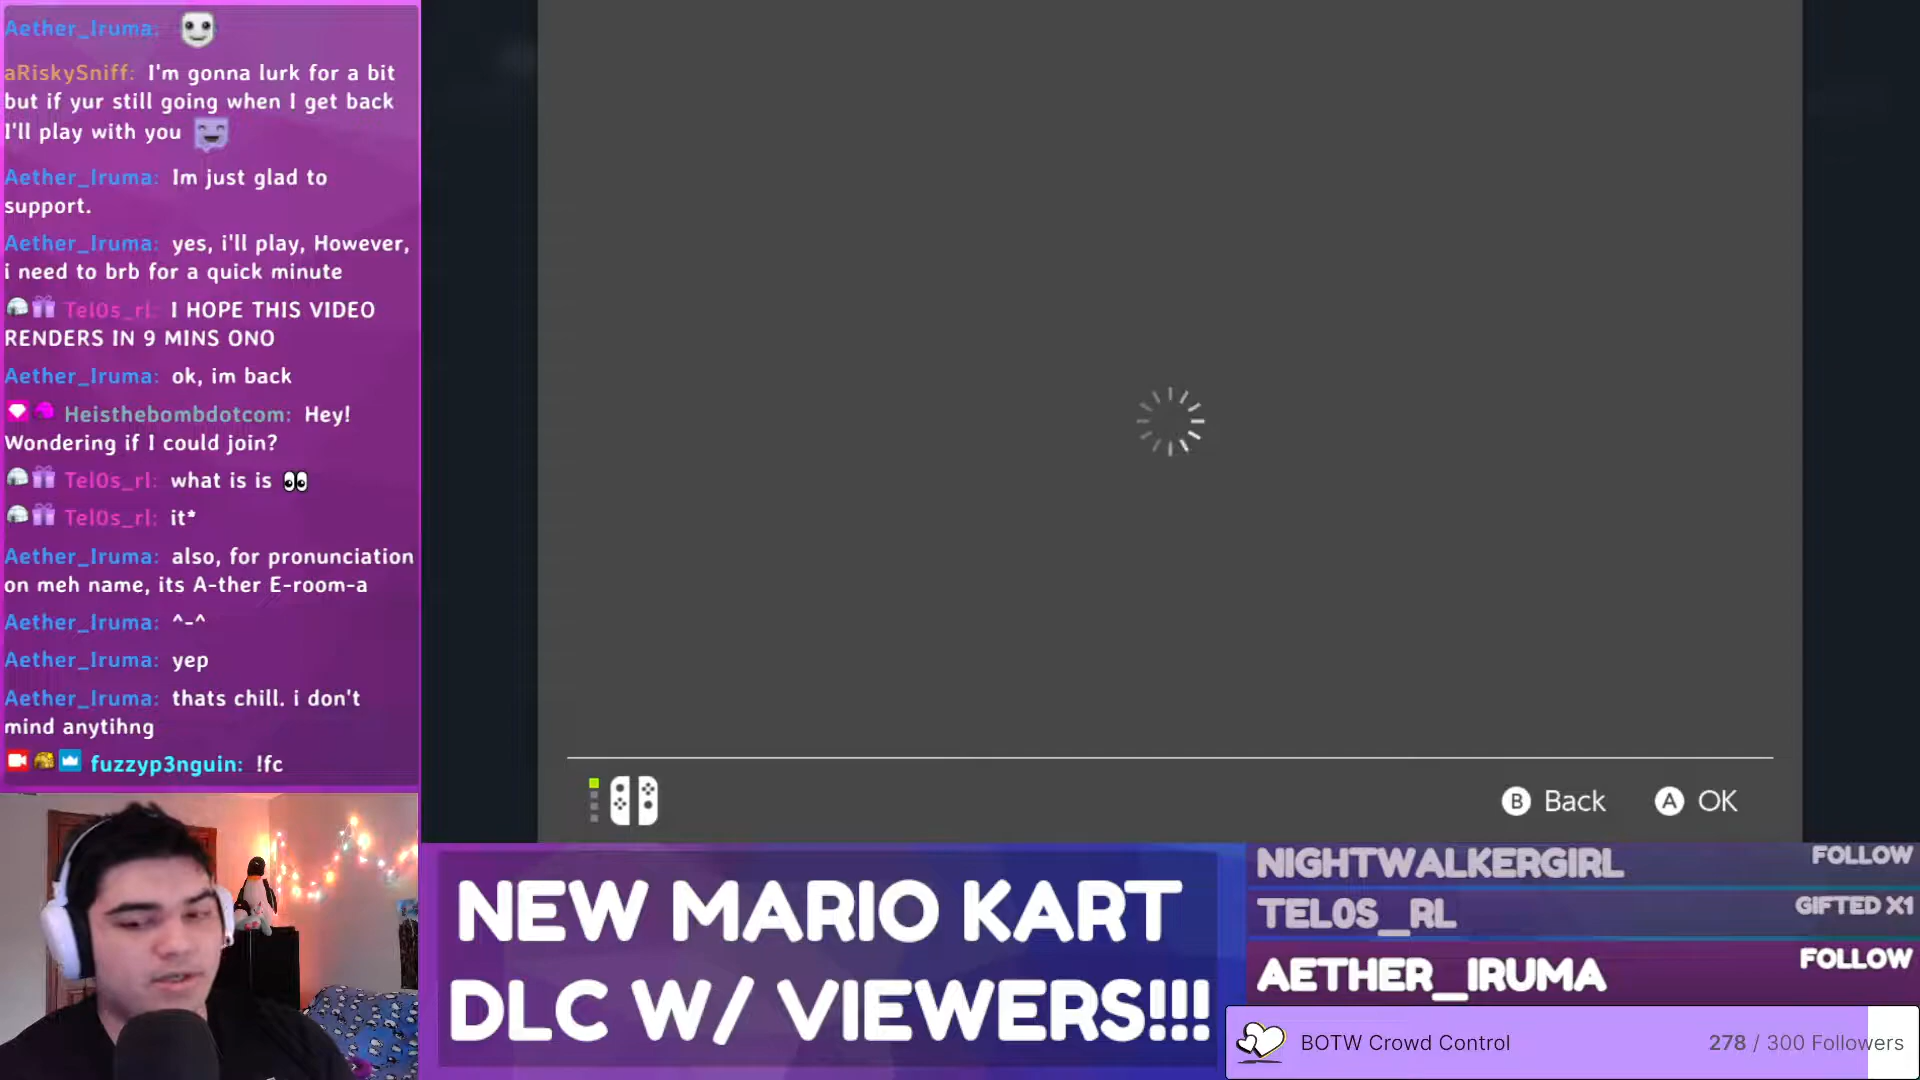 Aether_Iruma:
aRiskySniff: I'm gonna lurk for a bit
but if yur still going when I get back
I'll play with you
Aether_Iruma: Im just glad to
support.
Aether_Iruma: yes, i'll play, However,
i need to brb for a quick minute
Tel0s_rl: I HOPE THIS VIDEO
RENDERS IN 9 MINS ONO
Aether_Iruma: ok, im back
Heisthebombdotcom: Hey!
Wondering if I could join?
Tel0s_rl: what is is 👀
Tel0s_rl: it*
Aether_Iruma: also, for pronunciation
on meh name, its A-ther E-room-a
Aether_Iruma: ^-^
Aether_Iruma: yep
Aether_Iruma: thats chill. i don't
mind anytihng
fuzzyp3nguin: !fc
B Back A OK
NEW MARIO KART
DLC W/ VIEWERS!!!
NIGHTWALKERGIRL FOLLOW
TEL0S_RL GIFTED X1
AETHER_IRUMA FOLLOW
BOTW Crowd Control 278 / 300 Followers